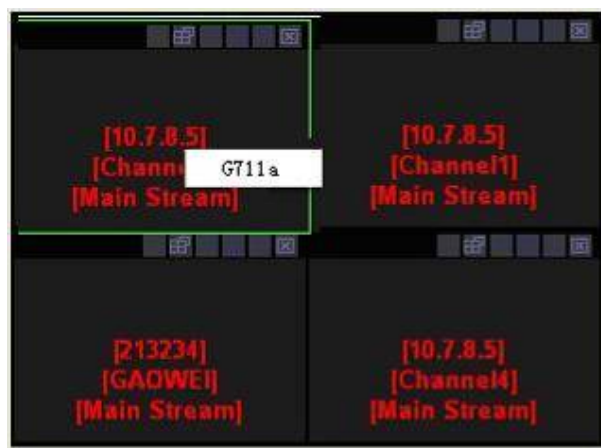 [10.7.8.5]
[Chann
G711a
[Main Stream]
[10.7.8.5]
[Channel1]
[Main Stream]
[213234]
[GAOWEI]
[Main Stream]
[10.7.8.5]
[Channel4]
[Main Stream]